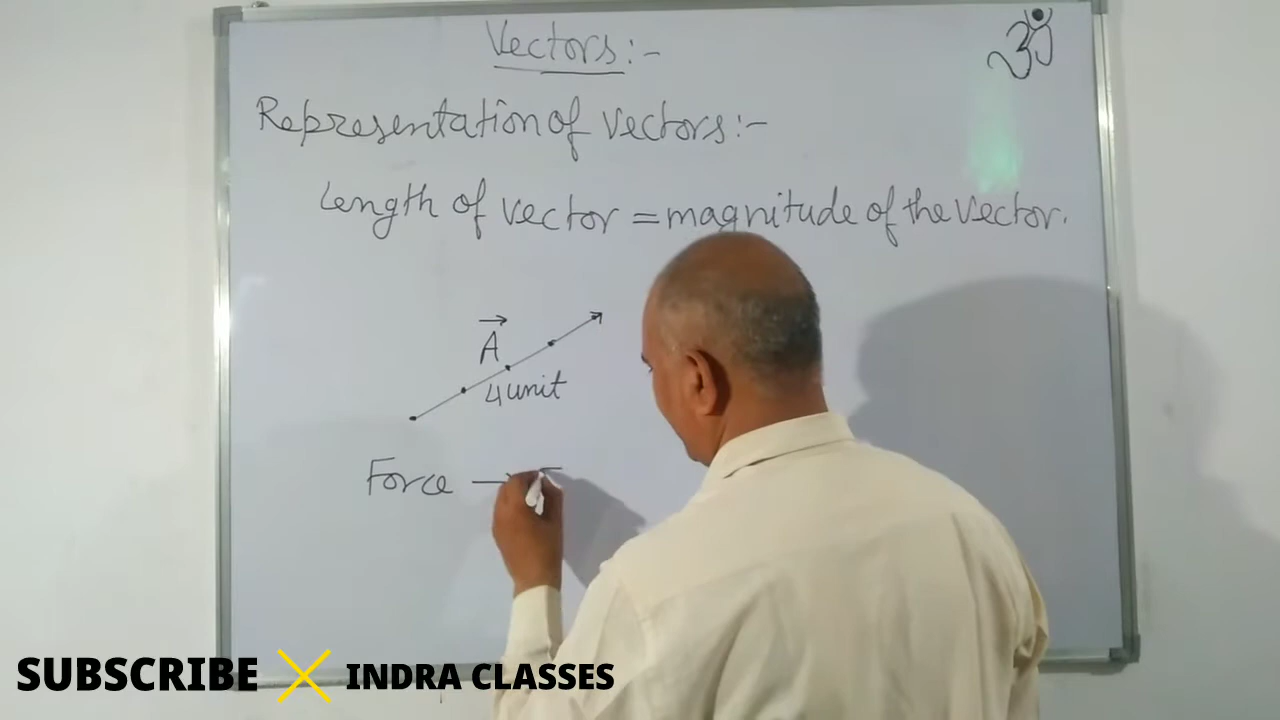 Vectors:-
ॐ
Representation of vectors:-
Length of vector = magnitude of the vector.
A
4 unit
Force →
SUBSCRIBE INDRA CLASSES